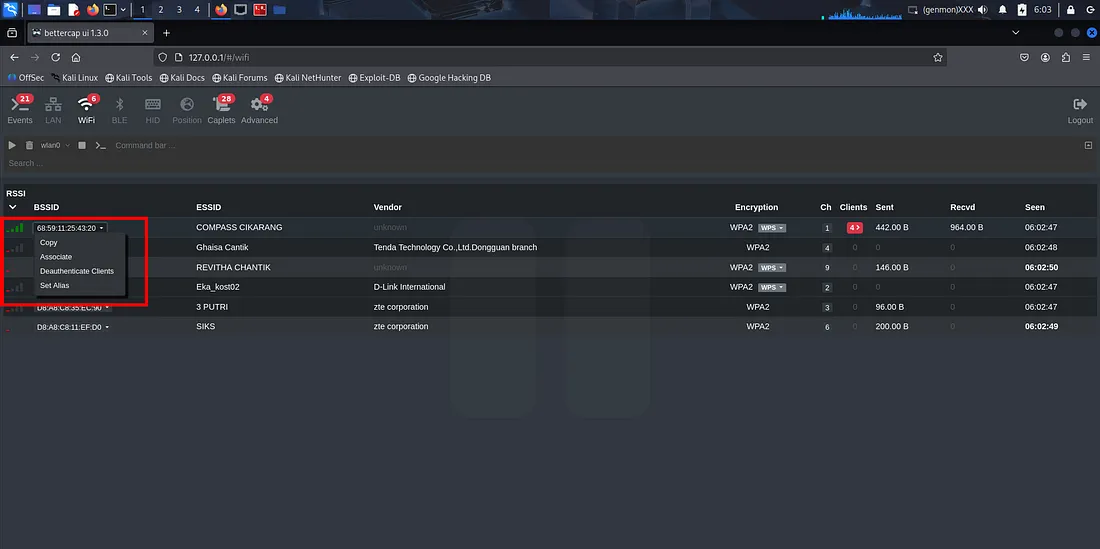 1 2 3 4 (genmon)XXX 6:03
bettercap ui 1.3.0
127.0.0.1/#/wifi
OffSec Kali Linux Kali Tools Kali Docs Kali Forums Kali NetHunter Exploit-DB Google Hacking DB
21 6 28 4
Events LAN WiFi BLE HID Position Caplets Advanced Logout
wlan0 Command bar ...
Search ...
RSSI
BSSID ESSID Vendor Encryption Ch Clients Sent Recvd Seen
68:59:11:25:43:20 COMPASS CIKARANG unknown WPA2 WPS 1 4 442.00 B 964.00 B 06:02:47
Copy
Ghaisa Cantik Tenda Technology Co.,Ltd.Dongguan branch WPA2 4 0 0 0 06:02:48
Associate
Deauthenticate Clients
REVITHA CHANTIK unknown WPA2 WPS 9 0 146.00 B 0 06:02:50
Set Alias
Eka_kost02 D-Link International WPA2 WPS 2 0 0 0 06:02:47
D8:A8:C8:35:EC:90 3 PUTRI zte corporation WPA2 3 0 96.00 B 0 06:02:47
D8:A8:C8:11:EF:D0 SIKS zte corporation WPA2 6 0 200.00 B 0 06:02:49